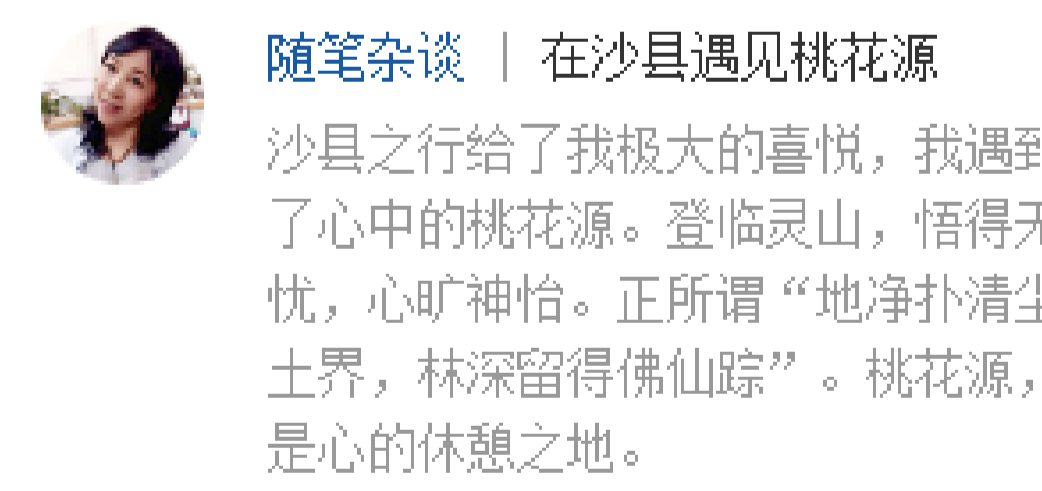 随笔杂谈 | 在沙县遇见桃花源
沙县之行给了我极大的喜悦，我遇到
了心中的桃花源。登临灵山，悟得无
忧，心旷神怡。正所谓“地净扑清尘
土界，林深留得佛仙踪”。桃花源，
是心的休憩之地。